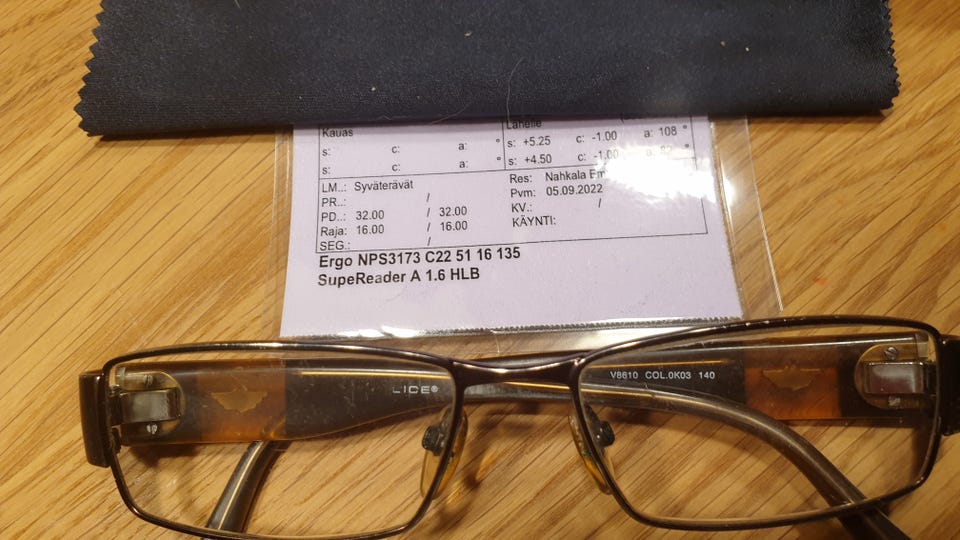 Kauas Lähelle
s: c: a: ° s: +5.25 c: -1.00 a: 108 °
s: c: a: ° s: +4.50 c: -1.00 a: 82 °
LM..: Syväterävät Res: Nahkala
PR..: / Pvm: 05.09.2022
PD..: 32.00 / 32.00 KV.: /
Raja: 16.00 / 16.00 KÄYNTI:
SEG.: /
Ergo NPS3173 C22 51 16 135
SupeReader A 1.6 HLB
LICE®
V8610 COL.0K03 140